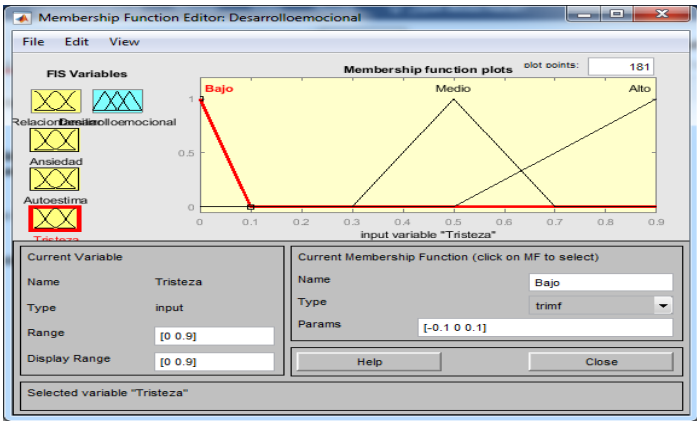 Membership Function Editor: Desarrolloemocional
File Edit View
FIS Variables
Membership function plots
plot points:
181
Bajo Medio Alto
1
0.5
0
0 0.1 0.2 0.3 0.4 0.5 0.6 0.7 0.8 0.9
input variable "Tristeza"
Desarrolloemocional
Ansiedad
Autoestima
Tristeza
Current Variable
Name Tristeza
Type input
Range [0 0.9]
Display Range [0 0.9]
Current Membership Function (click on MF to select)
Name Bajo
Type trimf
Params [-0.1 0 0.1]
Help Close
Selected variable "Tristeza"